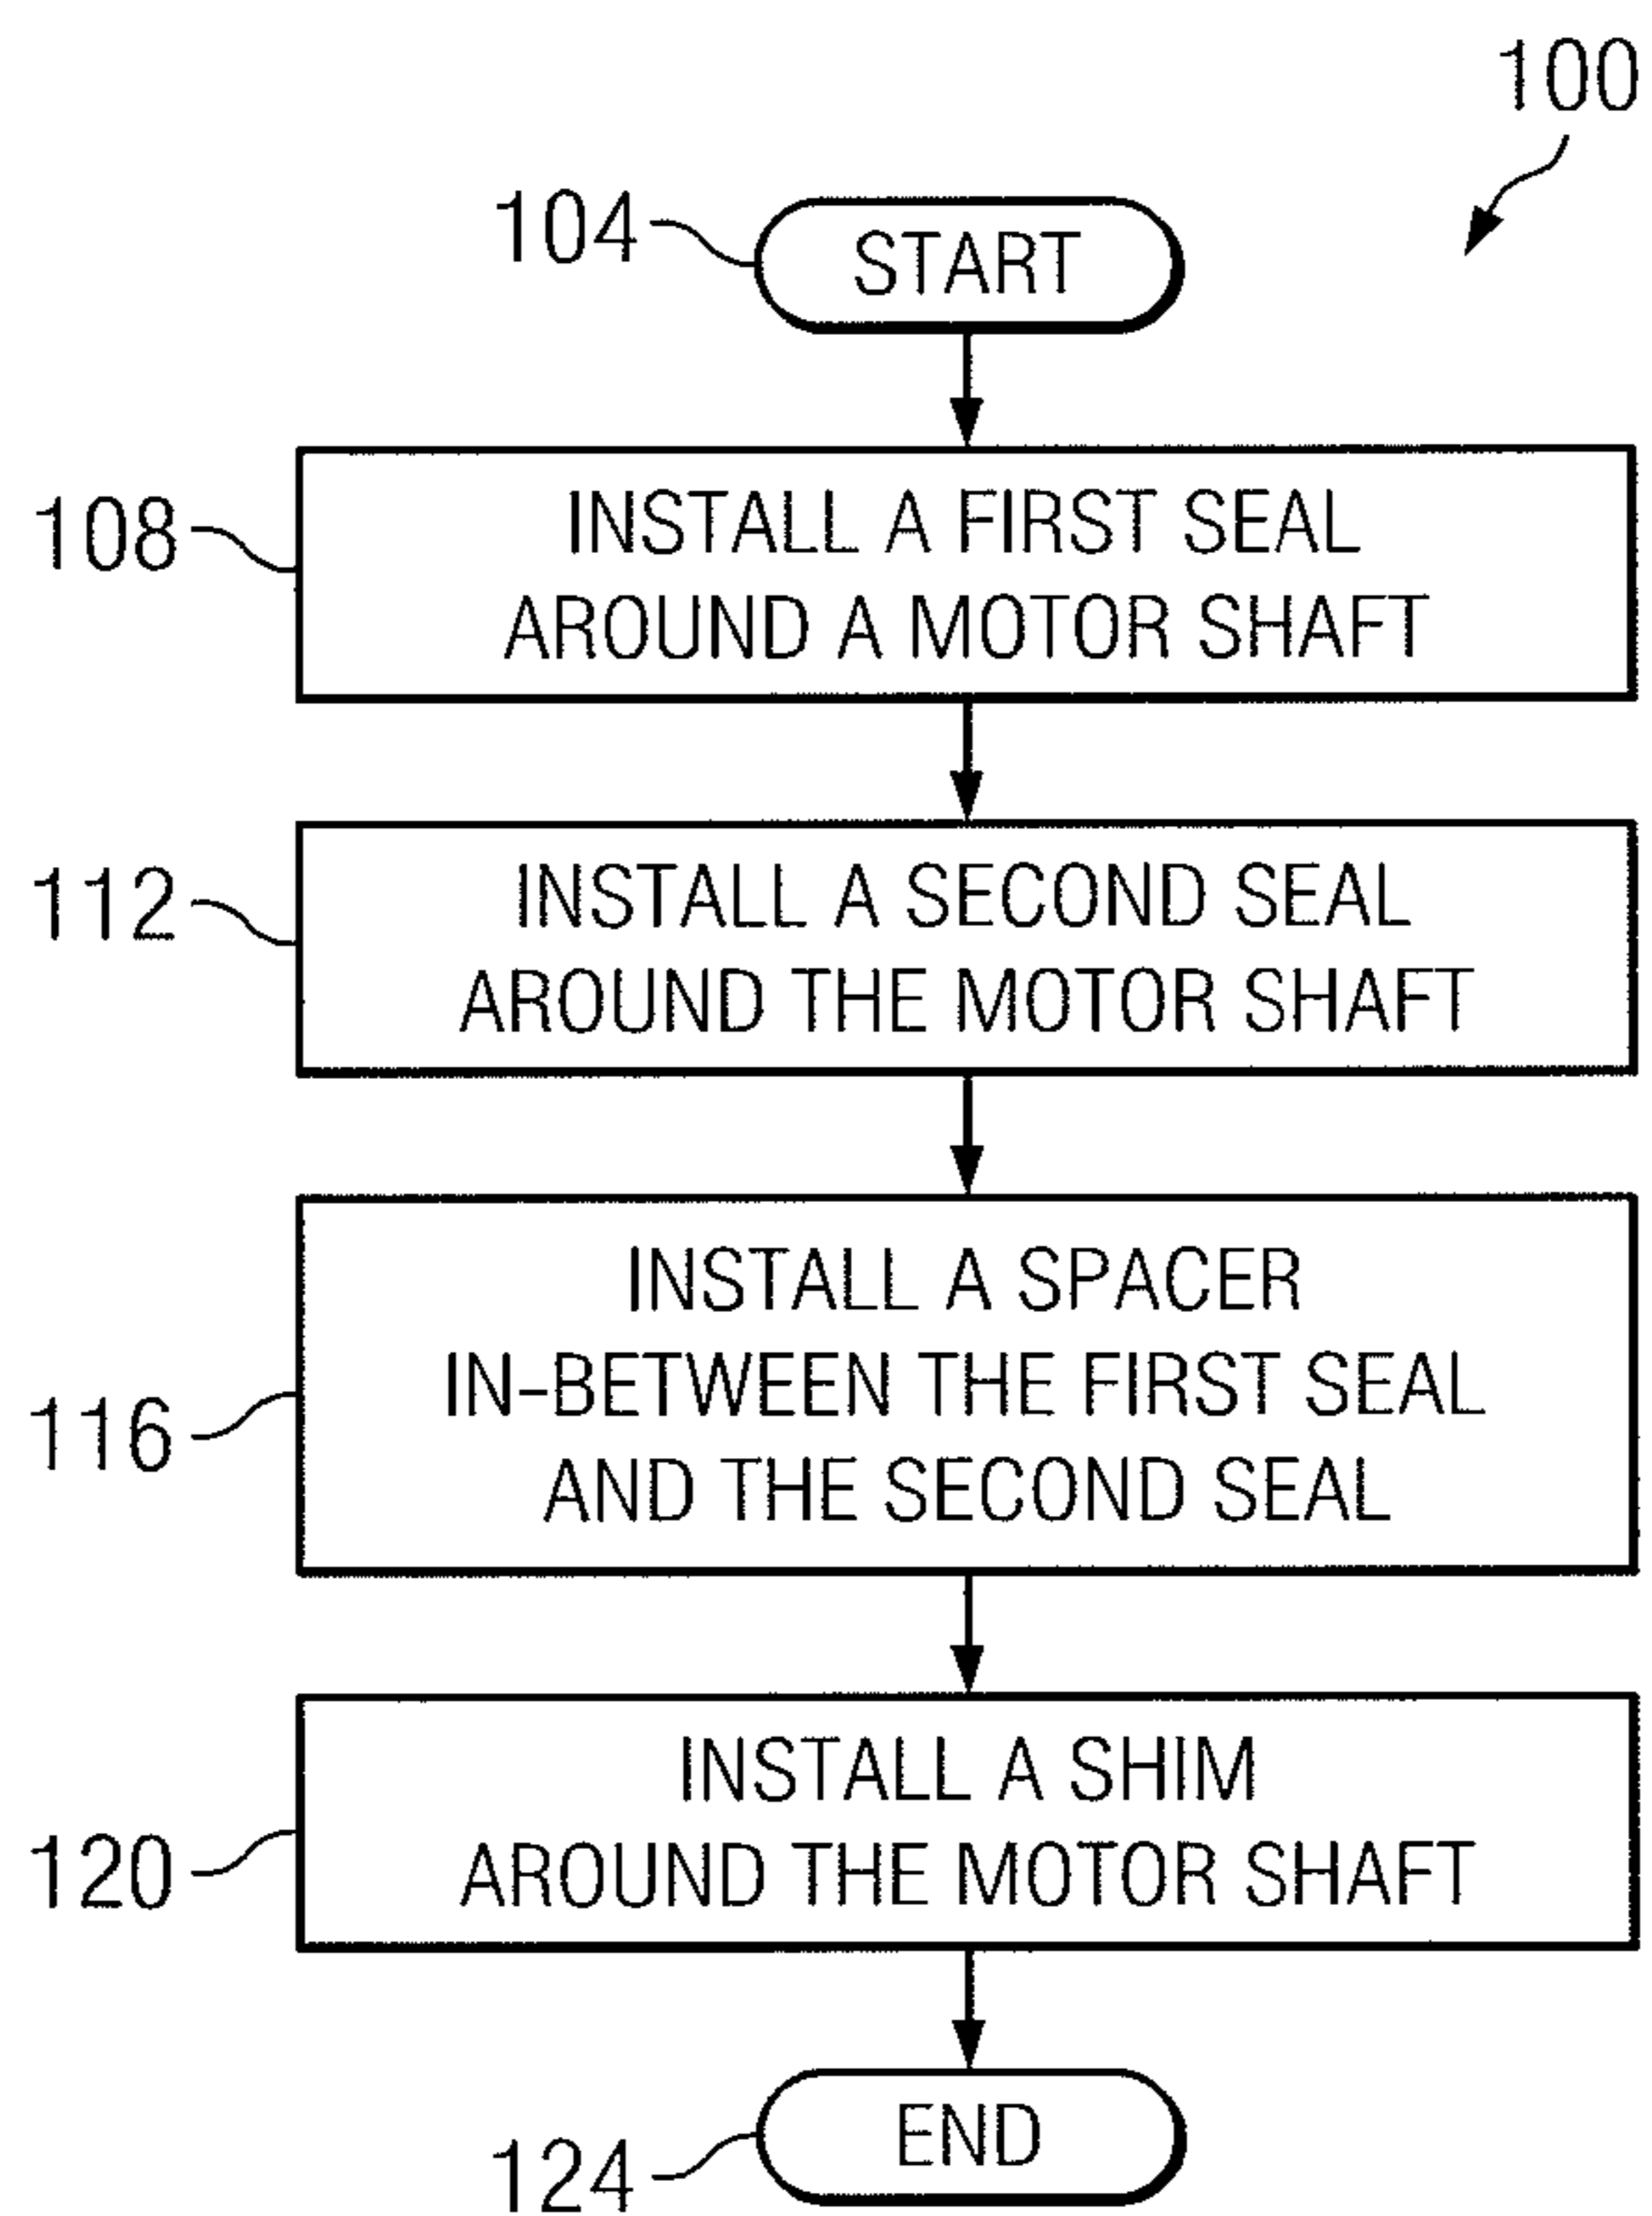 100
104
START
108
INSTALL A FIRST SEAL
AROUND A MOTOR SHAFT
112
INSTALL A SECOND SEAL
AROUND THE MOTOR SHAFT
116
INSTALL A SPACER
IN-BETWEEN THE FIRST SEAL
AND THE SECOND SEAL
120
INSTALL A SHIM
AROUND THE MOTOR SHAFT
124
END